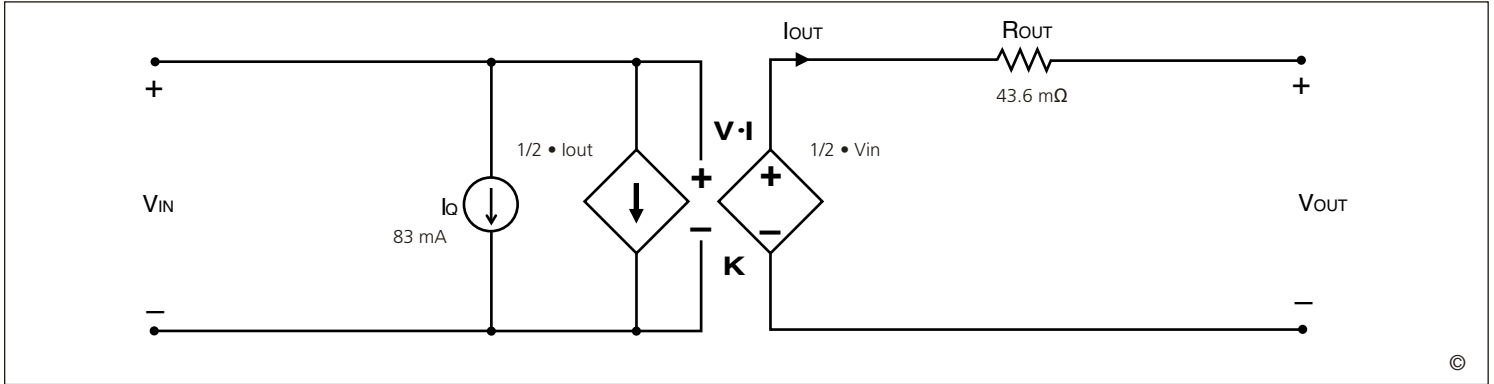 IOUT
ROUT
43.6 mΩ
+
+
V•I
1/2 • Iout
1/2 • Vin
+
+
VIN
IQ
83 mA
VOUT
–
–
K
–
–
©